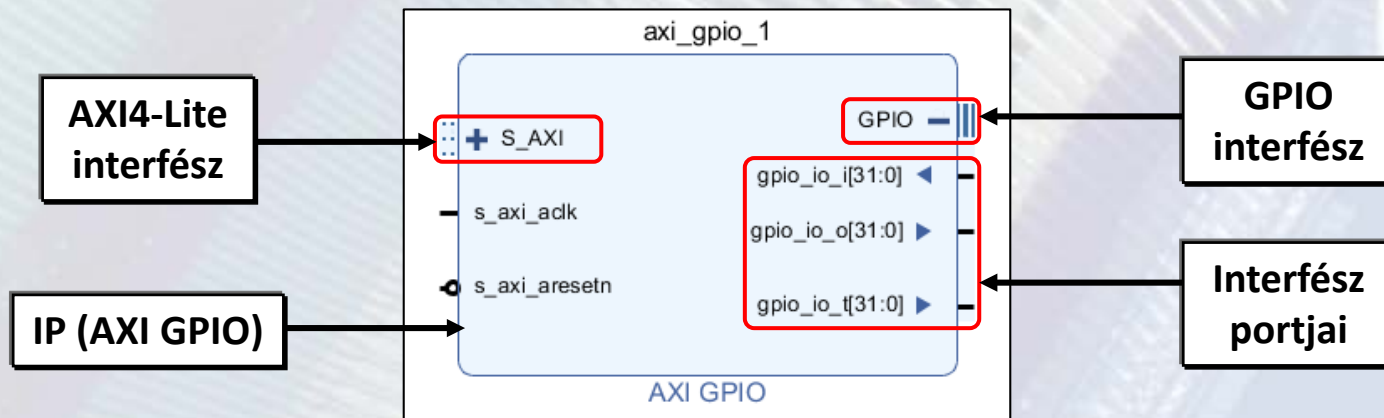 axi_gpio_1
AXI4-Lite
interfész
S_AXI
s_axi_aclk
s_axi_aresetn
IP (AXI GPIO)
GPIO
gpio_io_i[31:0]
gpio_io_o[31:0]
gpio_io_t[31:0]
AXI GPIO
GPIO
interfész
Interfész
portjai